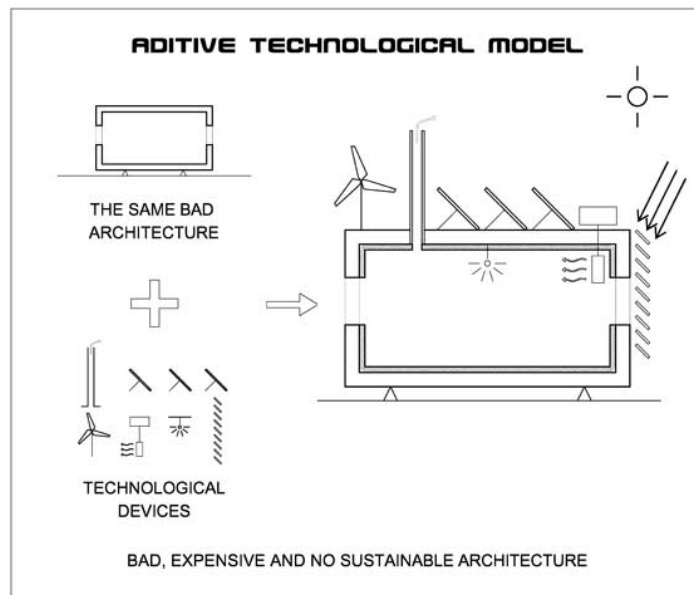 ADITIVE TECHNOLOGICAL MODEL
THE SAME BAD
ARCHITECTURE
TECHNOLOGICAL
DEVICES
BAD, EXPENSIVE AND NO SUSTAINABLE ARCHITECTURE